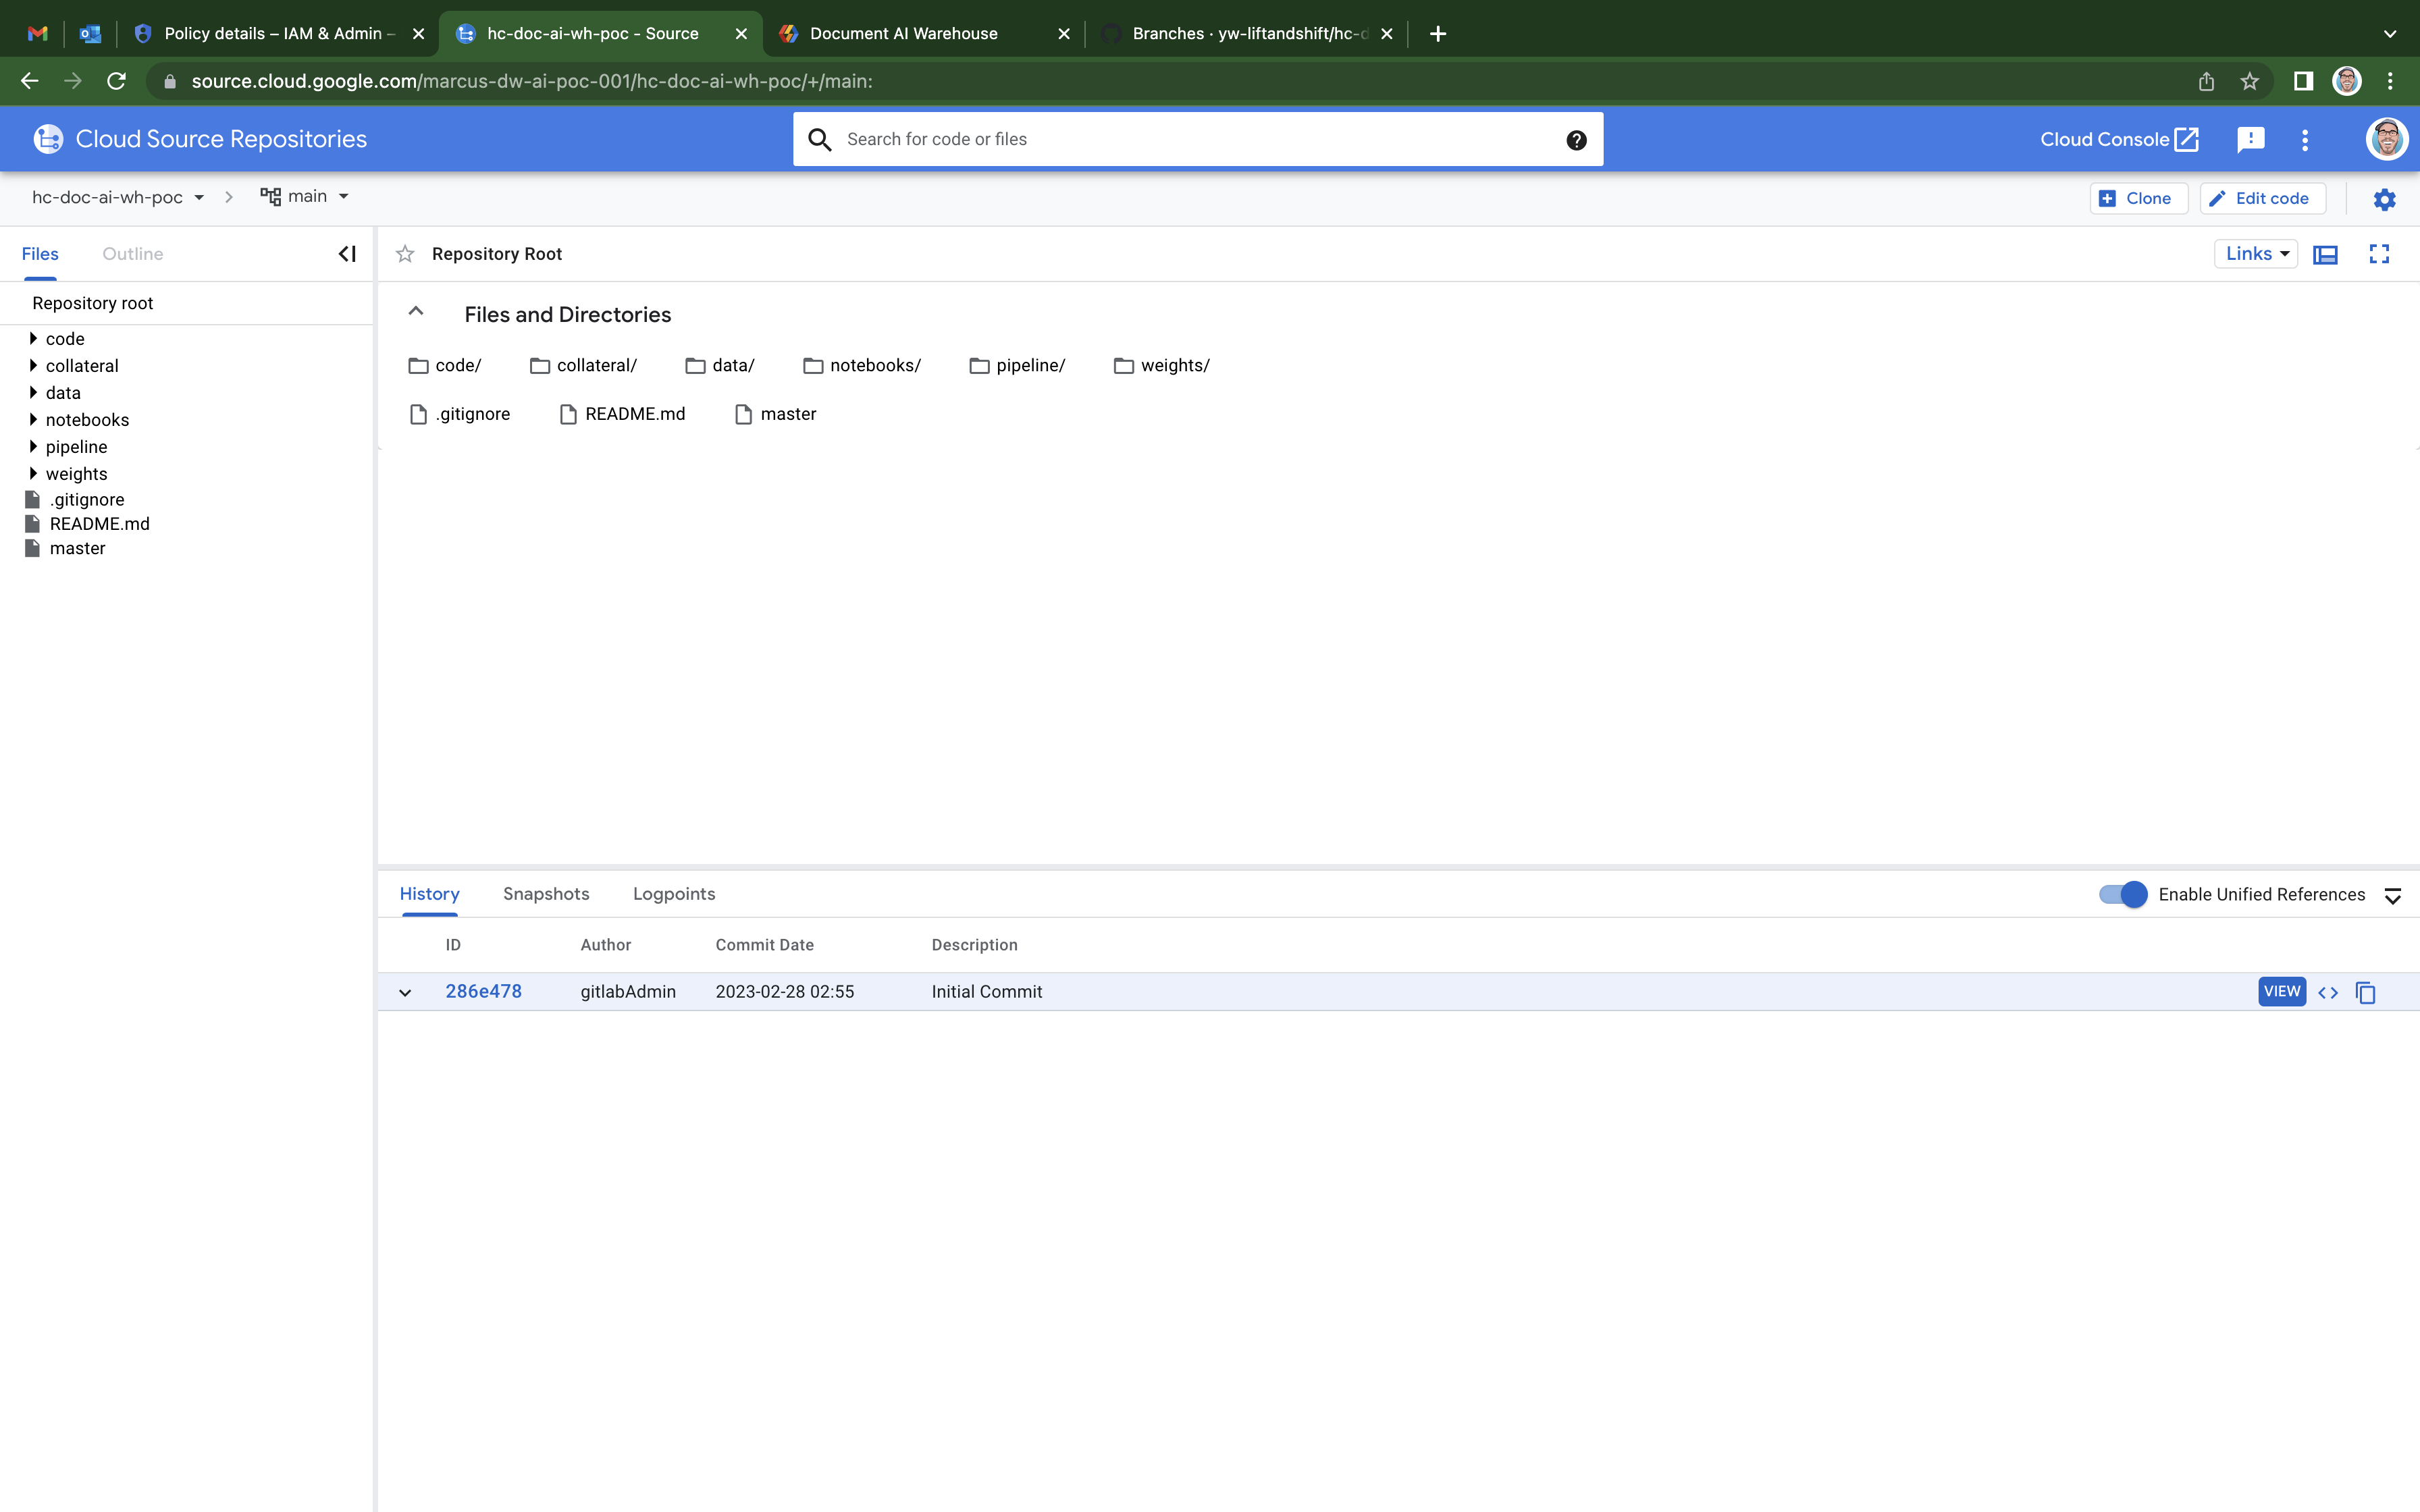 Policy details – IAM & Admin –
hc-doc-ai-wh-poc - Source
Document AI Warehouse
Branches · yw-liftandshift/hc-d
source.cloud.google.com/marcus-dw-ai-poc-001/hc-doc-ai-wh-poc/+/main:
Cloud Source Repositories
Search for code or files
Cloud Console
hc-doc-ai-wh-poc
main
Clone
Edit code
Files
Outline
Repository Root
Links
Repository root
code
collateral
data
notebooks
pipeline
weights
.gitignore
README.md
master
Files and Directories
code/ collateral/ data/ notebooks/ pipeline/ weights/
.gitignore README.md master
History Snapshots Logpoints
Enable Unified References
ID Author Commit Date Description
286e478 gitlabAdmin 2023-02-28 02:55 Initial Commit
VIEW